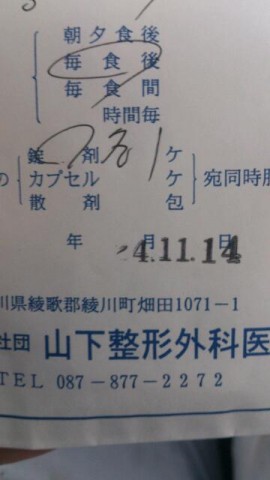 朝夕食後
毎食後
毎食間
時間毎
錠剤 ケ
の カプセル ケ 宛同時服
散剤 包
年 月 日
4.11.14
川県綾歌郡綾川町畑田1071-1
社団 山下整形外科医
TEL 087-877-2272